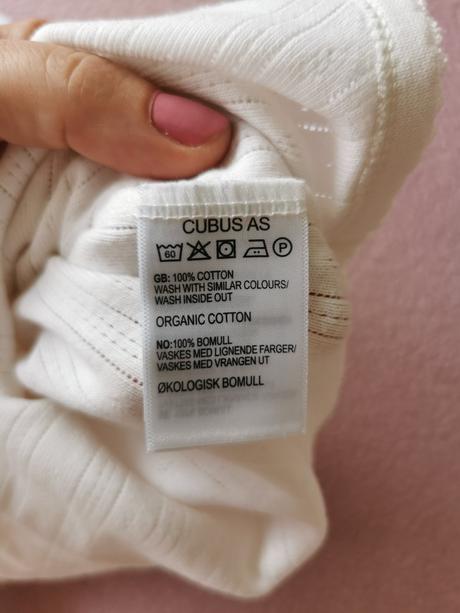 CUBUS AS
60 P
GB: 100% COTTON
WASH WITH SIMILAR COLOURS/
WASH INSIDE OUT
ORGANIC COTTON
NO:100% BOMULL
VASKES MED LIGNENDE FARGER/
VASKES MED VRANGEN UT
ØKOLOGISK BOMULL